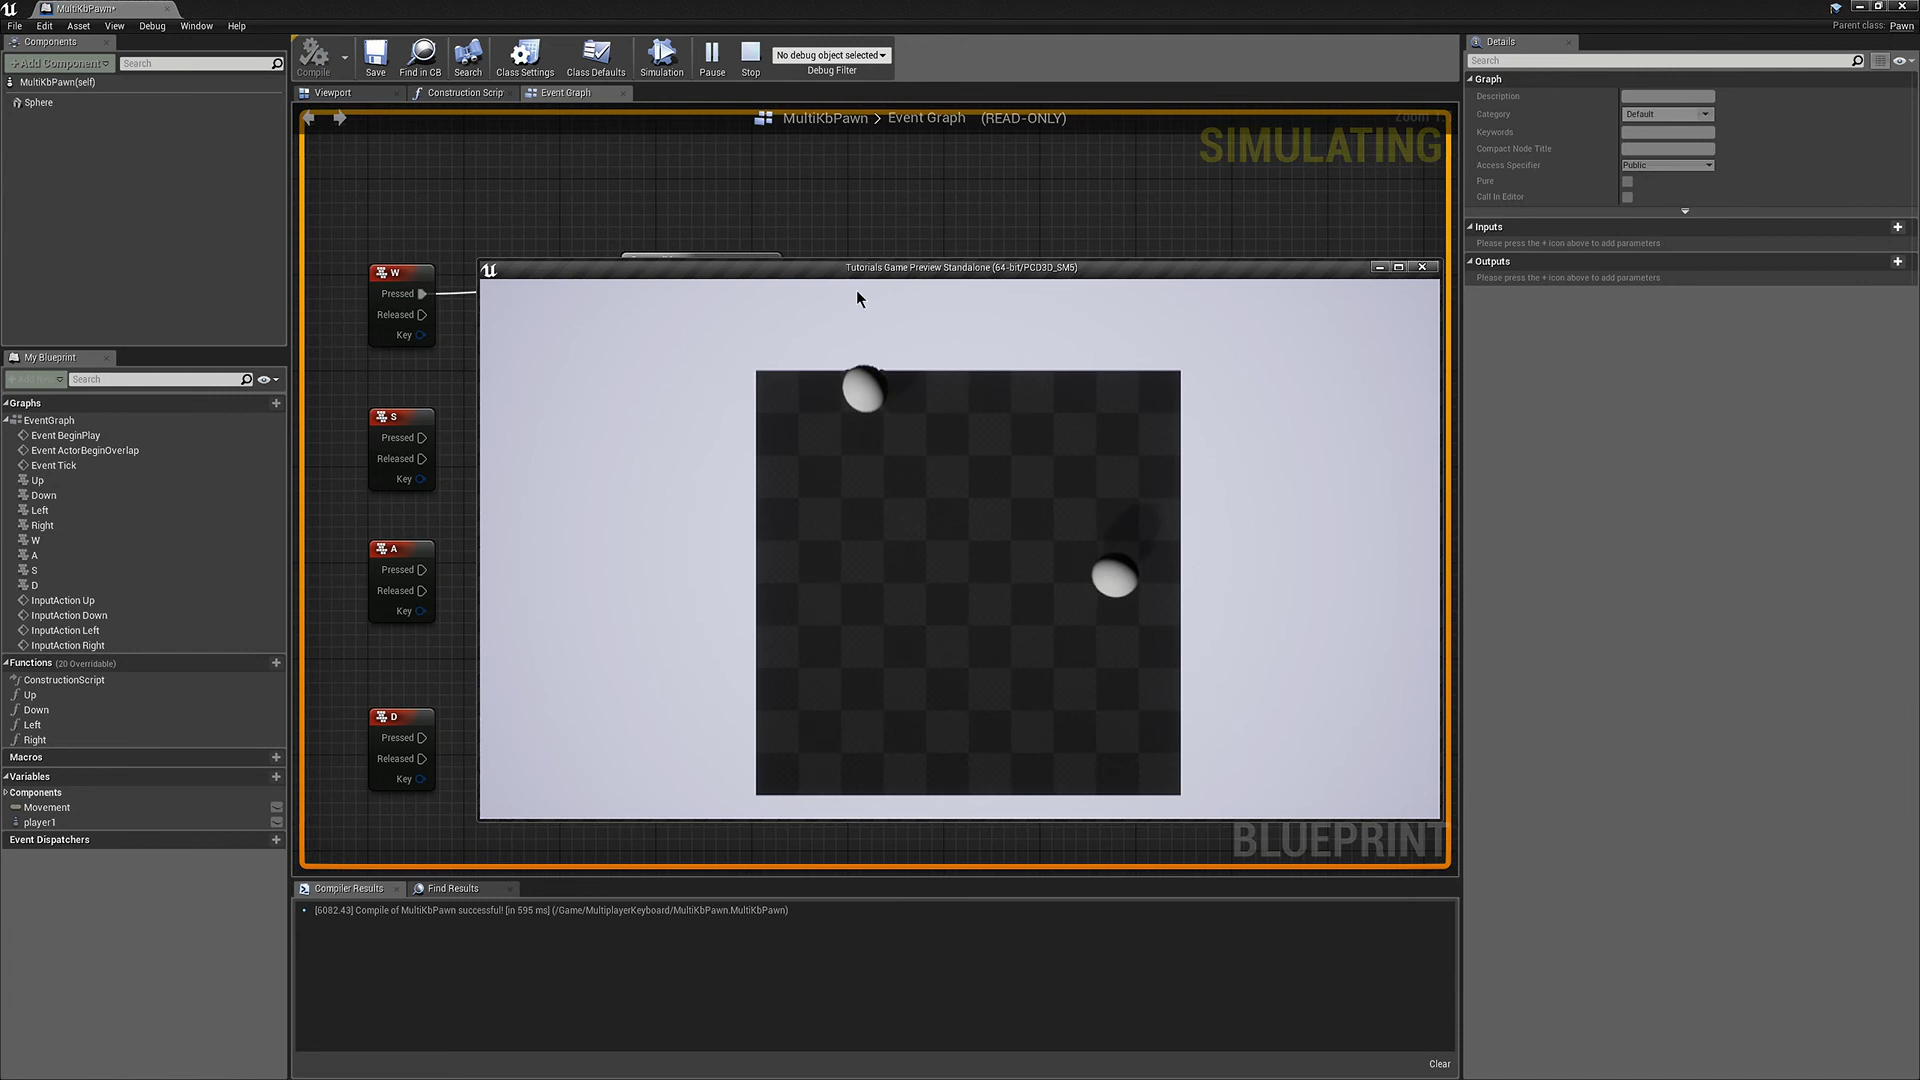 MultiKbPawn*
File Edit Asset View Debug Window Help
Parent class: Pawn
Components
+Add Component
Search
MultiKbPawn(self)
Sphere
Compile
Save
Find in CB
Search
Class Settings
Class Defaults
Simulation
Pause
Stop
No debug object selected
Debug Filter
Viewport
Construction Scrip
Event Graph
MultiKbPawn > Event Graph (READ-ONLY)
SIMULATING
W
Pressed
Released
Key
S
Pressed
Released
Key
A
Pressed
Released
Key
D
Pressed
Released
Key
Tutorials Game Preview Standalone (64-bit/PCD3D_SM5)
BLUEPRINT
My Blueprint
+Add New
Search
Graphs
EventGraph
Event BeginPlay
Event ActorBeginOverlap
Event Tick
Up
Down
Left
Right
W
A
S
D
InputAction Up
InputAction Down
InputAction Left
InputAction Right
Functions (20 Overridable)
ConstructionScript
Up
Down
Left
Right
Macros
Variables
Components
Movement
player1
Event Dispatchers
Compiler Results
Find Results
[6082.43] Compile of MultiKbPawn successful! [in 595 ms] (/Game/MultiplayerKeyboard/MultiKbPawn.MultiKbPawn)
Clear
Details
Search
Graph
Description
Category Default
Keywords
Compact Node Title
Access Specifier Public
Pure
Call In Editor
Inputs
Please press the + icon above to add parameters
Outputs
Please press the + icon above to add parameters